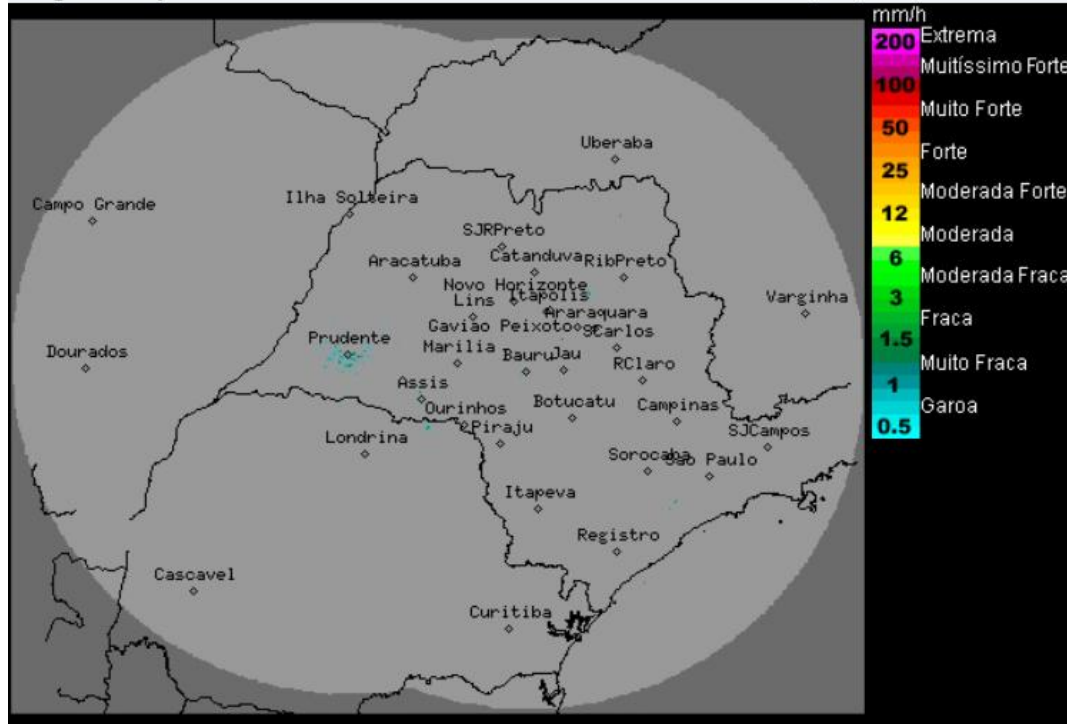 mm/h
200 Extrema
Muitíssimo Forte
100
Muito Forte
50
Forte
25
Moderada Forte
12
Moderada
6
Moderada Fraca
3
Fraca
1.5
Muito Fraca
1
Garoa
0.5
Uberaba
Campo Grande
Ilha Solteira
SJRPreto
Catanduva
Aracatuba
RibPreto
Novo Horizonte
Lins
Itapolis
Varginha
Araraquara
Gavião Peixoto
SCarlos
Prudente
Dourados
Marilia
Bauru
Jau
RClaro
Assis
Ourinhos
Botucatu
Campinas
Piraju
Londrina
SJCampos
Sorocaba
Sao Paulo
Itapeva
Registro
Cascavel
Curitiba